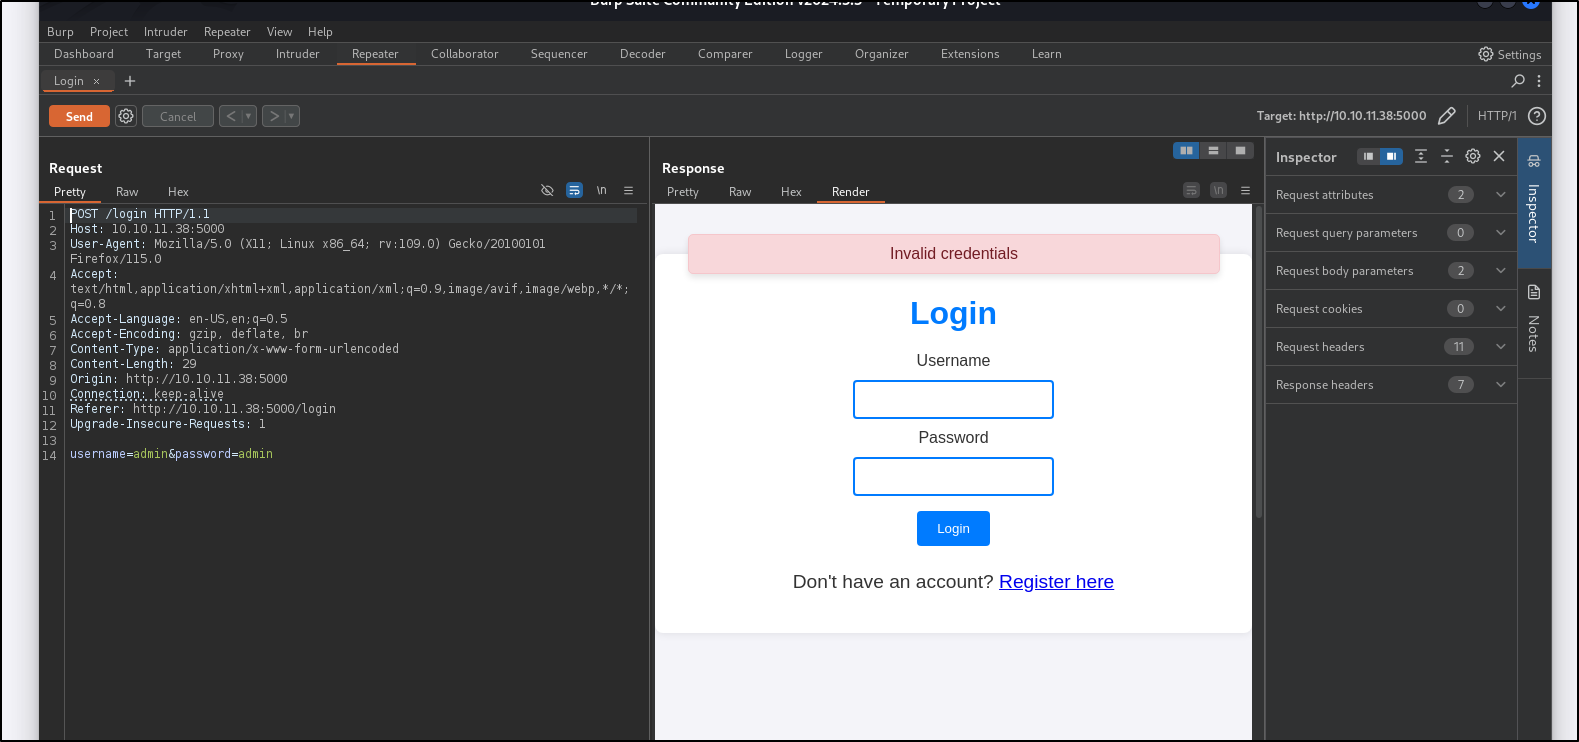 Burp Suite Community Edition v2024.5.5 - Temporary Project
Burp Project Intruder Repeater View Help
Dashboard Target Proxy Intruder Repeater Collaborator Sequencer Decoder Comparer Logger Organizer Extensions Learn Settings
Login × +
Send Cancel < > Target: http://10.10.11.38:5000 HTTP/1 ?
Request
Pretty Raw Hex \n
1 POST /login HTTP/1.1
2 Host: 10.10.11.38:5000
3 User-Agent: Mozilla/5.0 (X11; Linux x86_64; rv:109.0) Gecko/20100101
Firefox/115.0
4 Accept:
text/html,application/xhtml+xml,application/xml;q=0.9,image/avif,image/webp,*/*;
q=0.8
5 Accept-Language: en-US,en;q=0.5
6 Accept-Encoding: gzip, deflate, br
7 Content-Type: application/x-www-form-urlencoded
8 Content-Length: 29
9 Origin: http://10.10.11.38:5000
10 Connection: keep-alive
11 Referer: http://10.10.11.38:5000/login
12 Upgrade-Insecure-Requests: 1
13
14 username=admin&password=admin
Response
Pretty Raw Hex Render \n
Invalid credentials
Login
Username
Password
Login
Don't have an account? Register here
Inspector
Request attributes 2
Request query parameters 0
Request body parameters 2
Request cookies 0
Request headers 11
Response headers 7
Inspector
Notes